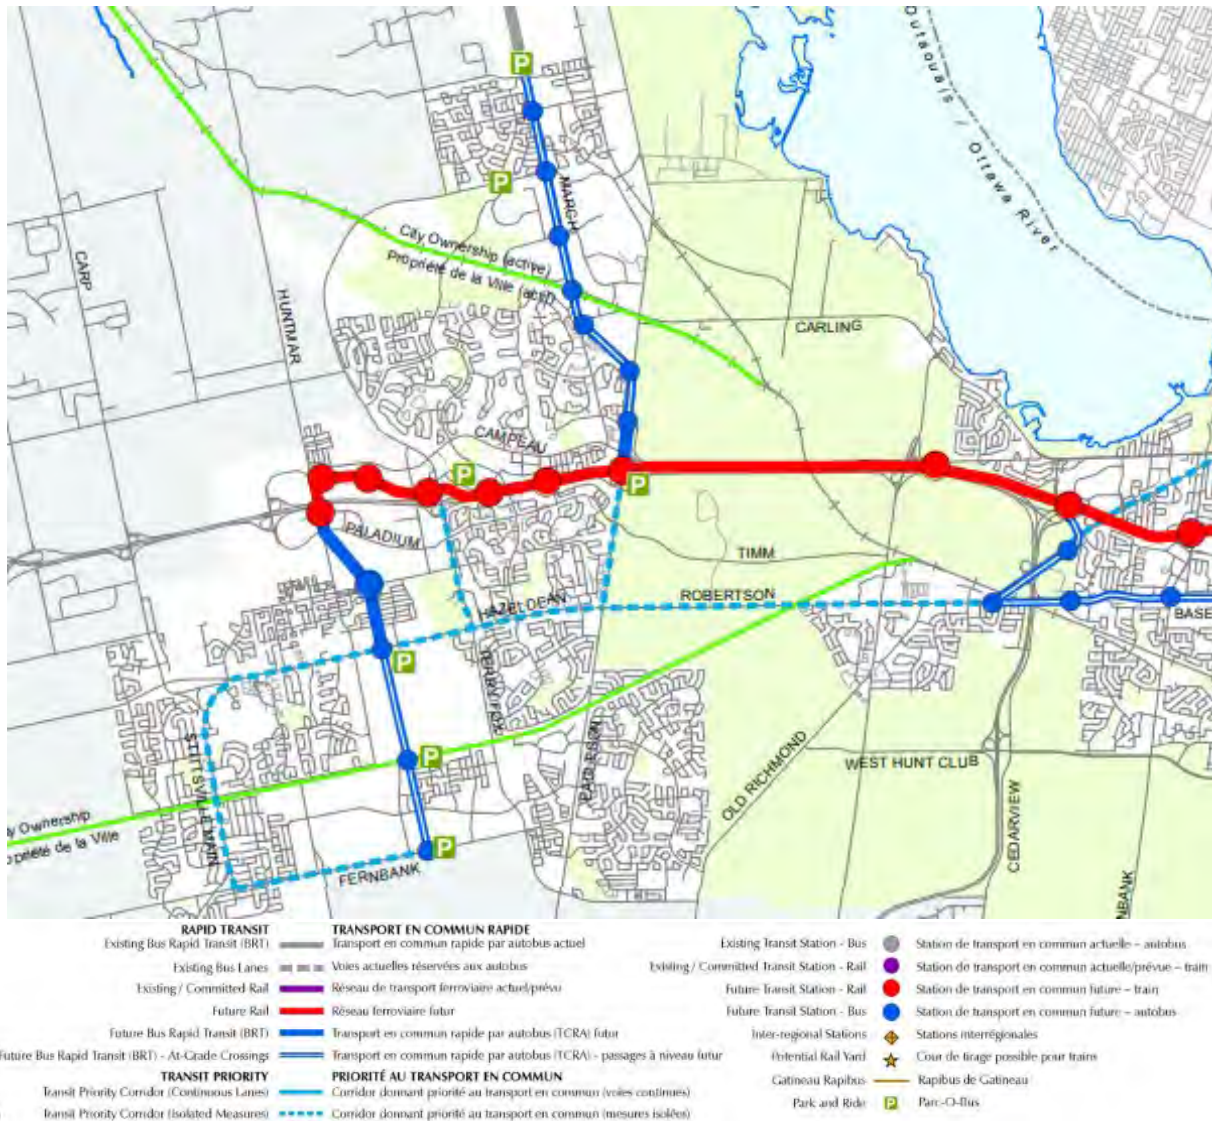 Outaouais / Ottawa River
MARCH
City Ownership (active)
Propriété de la Ville (actif)
CARP
HUNTMAR
CARLING
CAMPEAU
PALADIUM
TIMM
HAZELDEAN
ROBERTSON
BASE
TERRY FOX
EAGLESON
STITTSVILLE MAIN
OLD RICHMOND
WEST HUNT CLUB
CEDARVIEW
y Ownership
opriété de la Ville
FERNBANK
NBANK
P
P
P
P
P
P
P
RAPID TRANSIT TRANSPORT EN COMMUN RAPIDE
Existing Bus Rapid Transit (BRT) Transport en commun rapide par autobus actuel
Existing Bus Lanes Voies actuelles réservées aux autobus
Existing / Committed Rail Réseau de transport ferroviaire actuel/prévu
Future Rail Réseau ferroviaire futur
Future Bus Rapid Transit (BRT) Transport en commun rapide par autobus (TCRA) futur
Future Bus Rapid Transit (BRT) - At-Grade Crossings Transport en commun rapide par autobus (TCRA) - passages à niveau futur
TRANSIT PRIORITY PRIORITÉ AU TRANSPORT EN COMMUN
Transit Priority Corridor (Continuous Lanes) Corridor donnant priorité au transport en commun (voies continues)
Transit Priority Corridor (Isolated Measures) Corridor donnant priorité au transport en commun (mesures isolées)
Existing Transit Station - Bus Station de transport en commun actuelle – autobus
Existing / Committed Transit Station - Rail Station de transport en commun actuelle/prévue – train
Future Transit Station - Rail Station de transport en commun future – train
Future Transit Station - Bus Station de transport en commun future – autobus
Inter-regional Stations Stations interrégionales
Potential Rail Yard Cour de tirage possible pour trains
Gatineau Rapibus Rapibus de Gatineau
Park and Ride P Parc-O-Bus